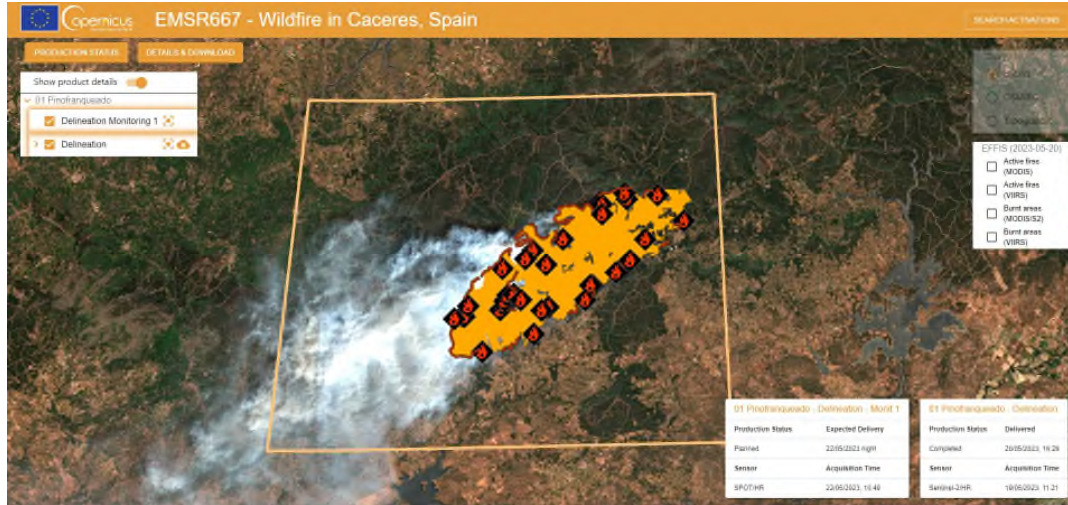 Copernicus
EMSR667 - Wildfire in Caceres, Spain
SEARCH ACTIVATIONS
PRODUCTION STATUS
DETAILS & DOWNLOAD
Show product details
01 Pinofranqueado
Delineation Monitoring 1
Delineation
EFFIS (2023-05-20)
Active fires
(MODIS)
Active fires
(VIIRS)
Burnt areas
(MODIS/S2)
Burnt areas
(VIIRS)
01 Pinofranqueado - Delineation - Monit 1
Production Status Expected Delivery
Planned 22/05/2023 night
Sensor Acquisition Time
SPOT/HR 22/05/2023,
01 Pinofranqueado - Delineation
Production Status Delivered
Completed 20/05/2023,
Sensor Acquisition Time
Sentinel-2/HR 19/05/2023, 11:21